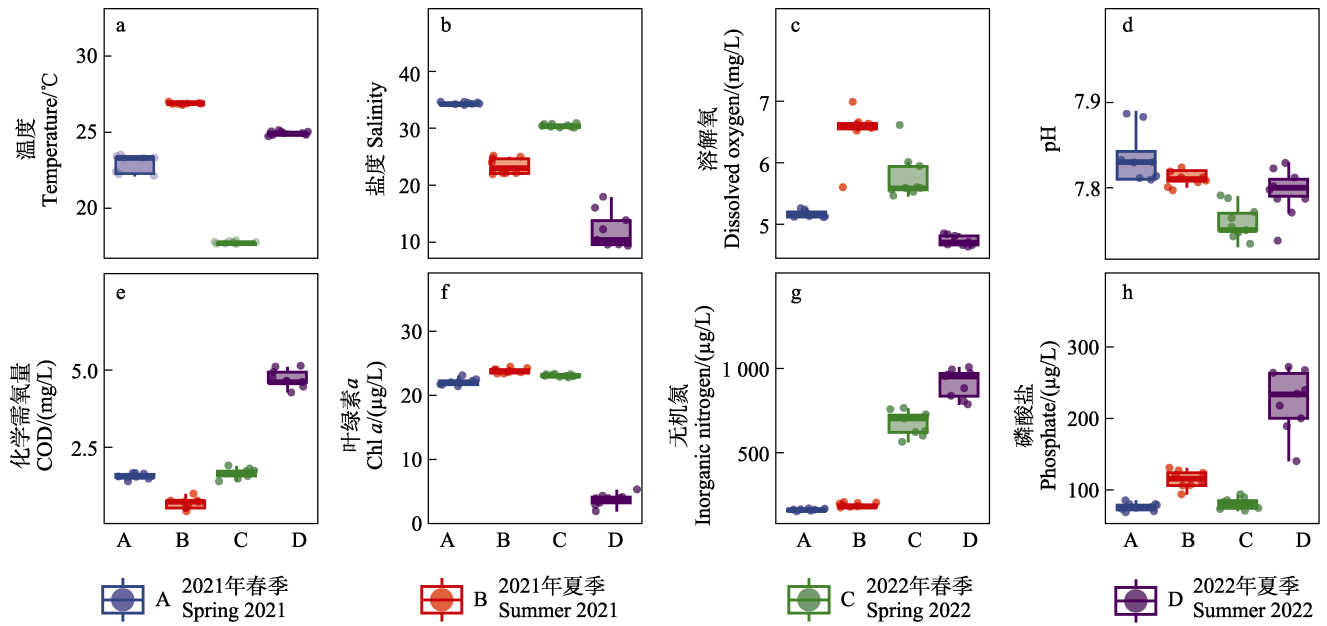 a
温度
Temperature/℃
30
25
20
b
盐度 Salinity
40
30
20
10
c
溶解氧
Dissolved oxygen/(mg/L)
7
6
5
d
pH
7.9
7.8
e
化学需氧量
COD/(mg/L)
5.0
2.5
A B C D
f
叶绿素a
Chl a/(μg/L)
30
20
10
0
A B C D
g
无机氮
Inorganic nitrogen/(μg/L)
1 000
500
A B C D
h
磷酸盐
Phosphate/(μg/L)
300
200
100
A B C D
A 2021年春季
Spring 2021
B 2021年夏季
Summer 2021
C 2022年春季
Spring 2022
D 2022年夏季
Summer 2022